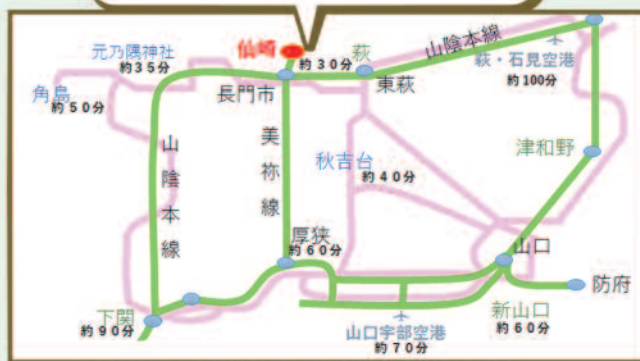 元乃隅神社
約35分
仙崎
約30分
萩
山陰本線
萩・石見空港
約100分
角島
約50分
長門市
東萩
山陰本線
美祢線
秋吉台
約40分
津和野
厚狭
約60分
山口
防府
下関
約90分
新山口
約60分
山口宇部空港
約70分